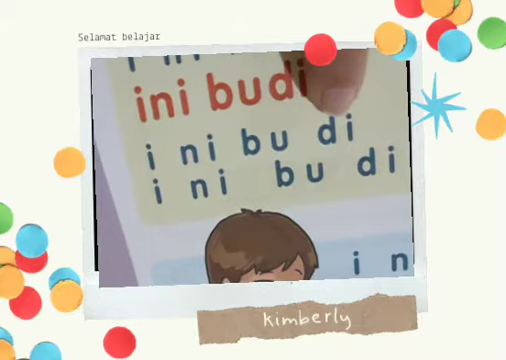 Selamat belajar
ini budi
i ni bu di
i ni bu di
i n
kimberly